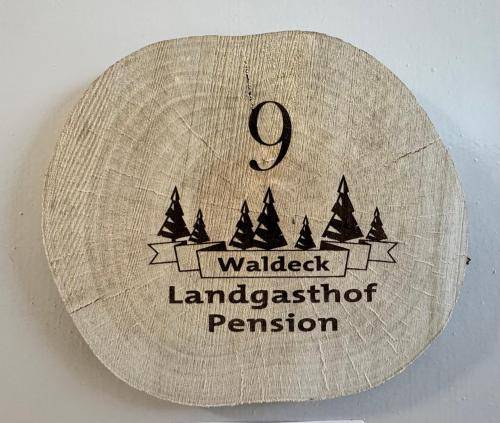 9
Waldeck
Landgasthof
Pension